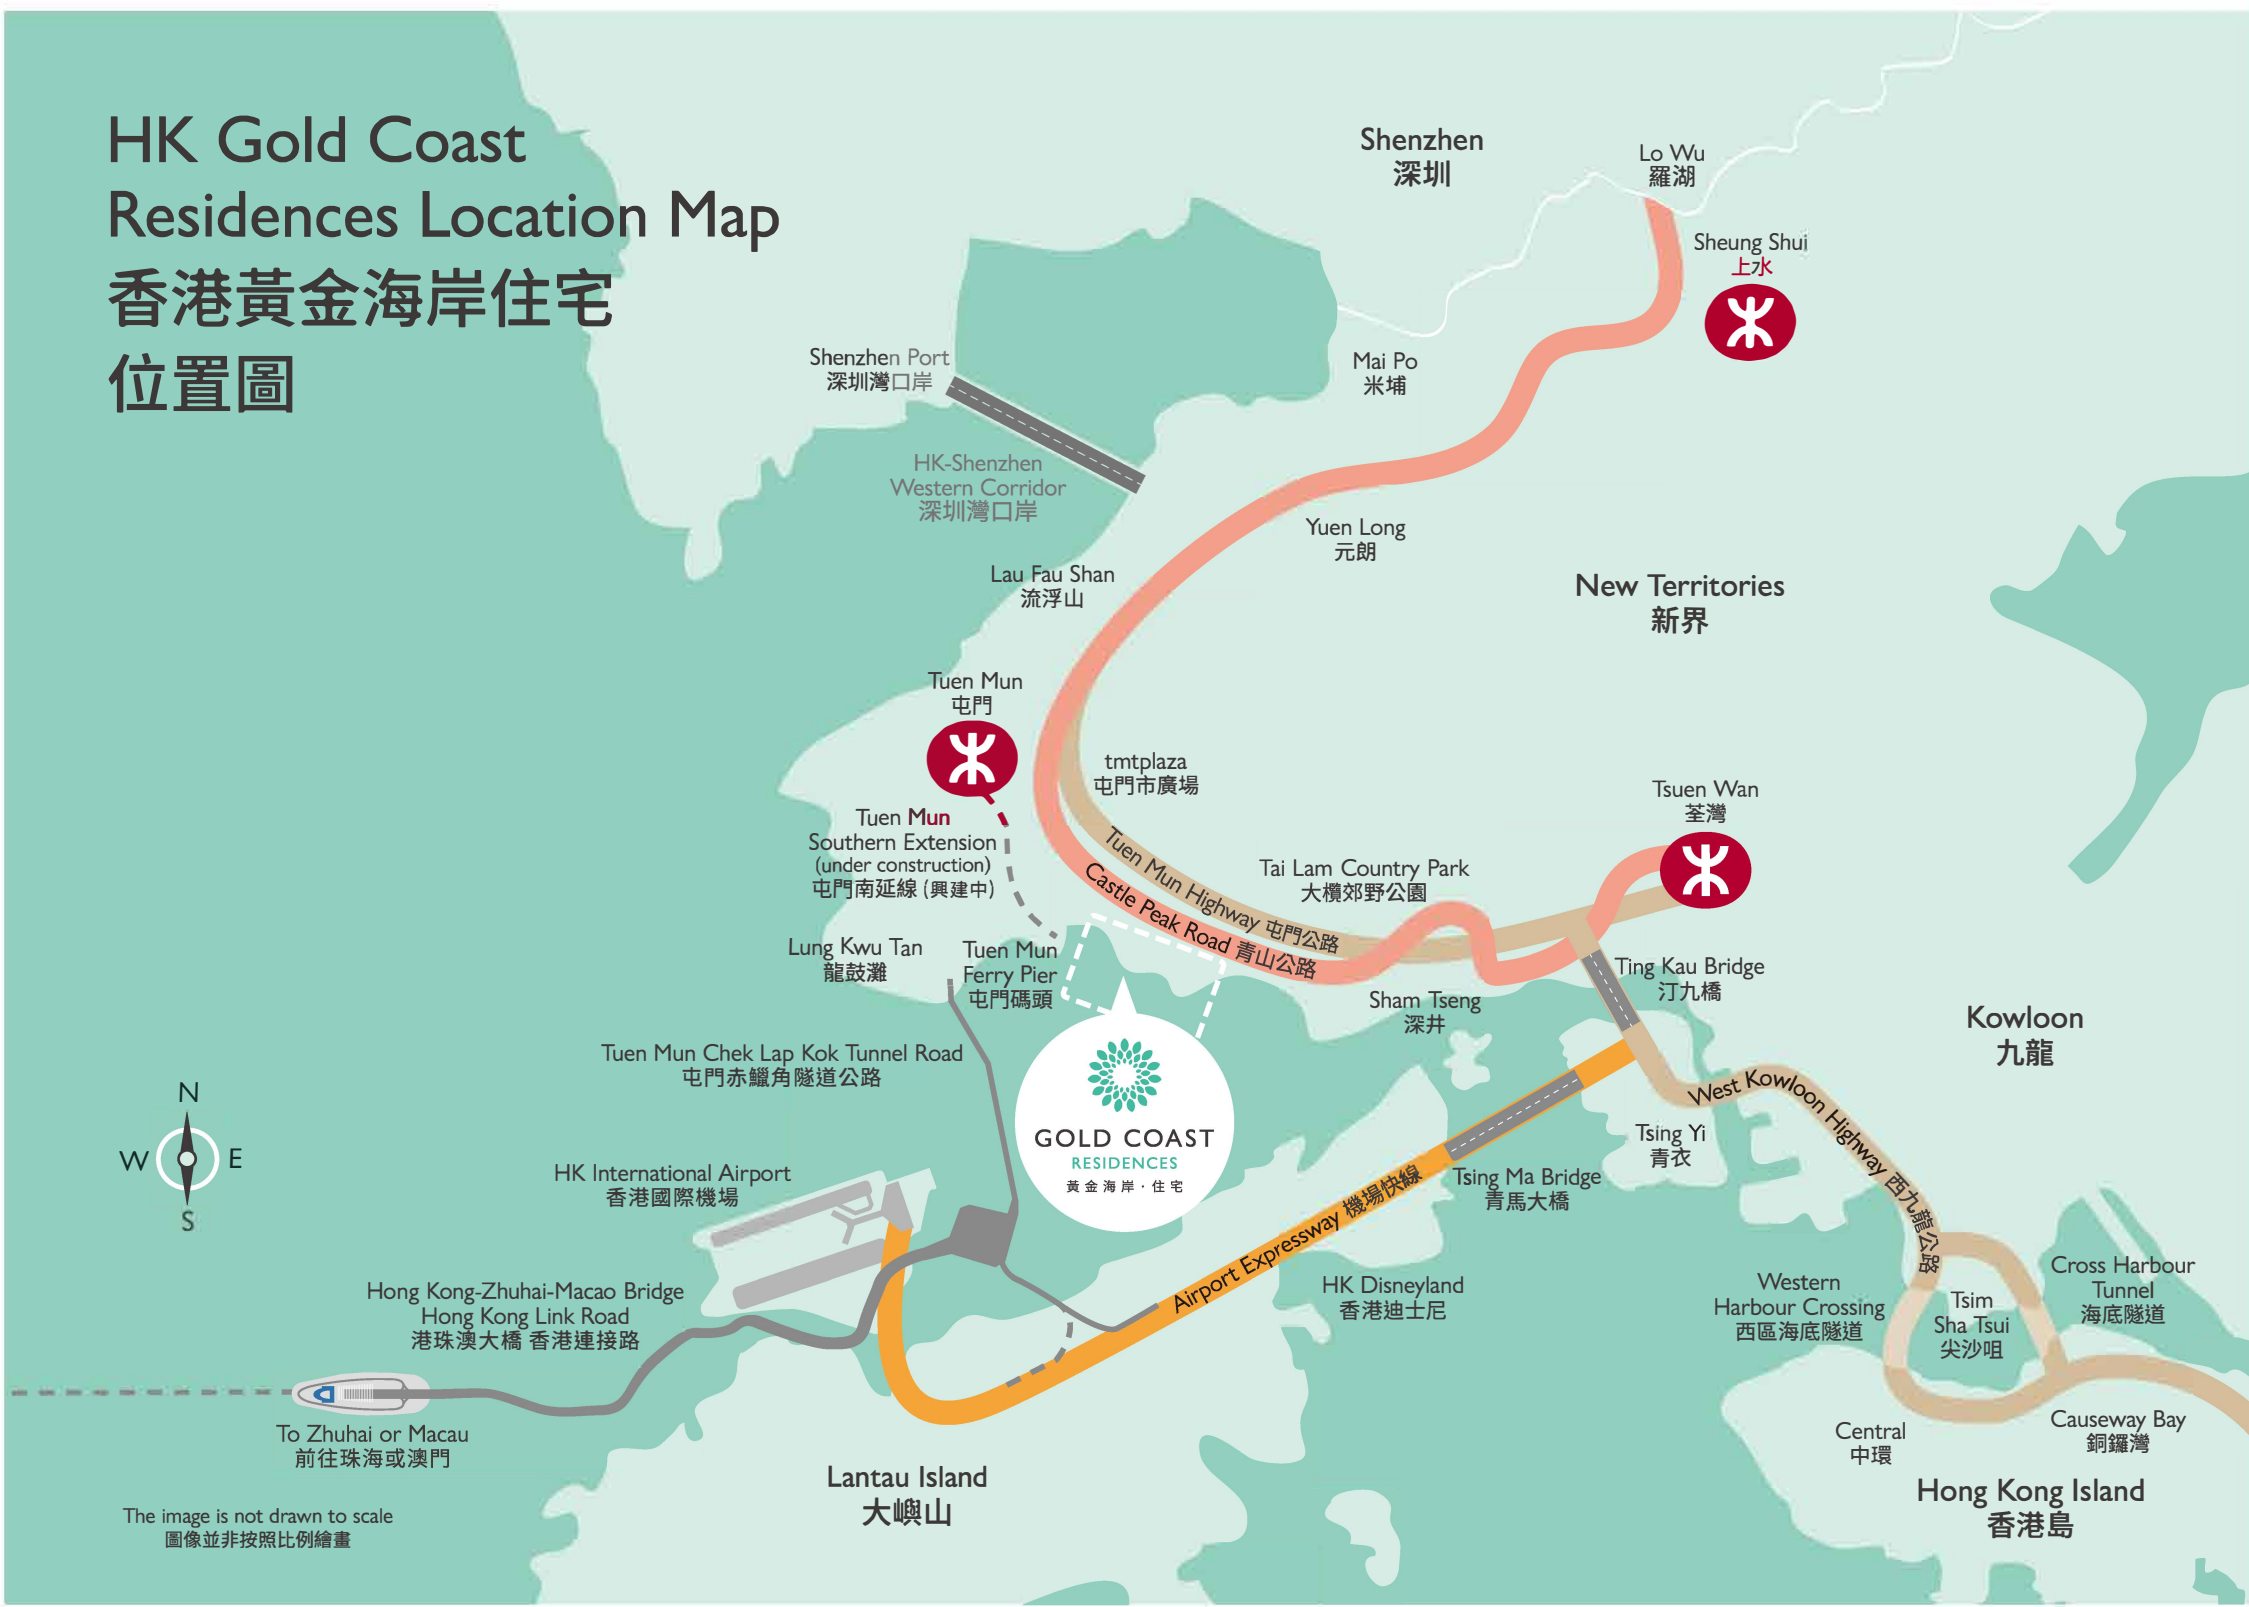 HK Gold Coast
Residences Location Map
香港黃金海岸住宅
位置圖
Shenzhen
深圳
Lo Wu
羅湖
Sheung Shui
上水
Shenzhen Port
深圳灣口岸
Mai Po
米埔
HK-Shenzhen
Western Corridor
深圳灣口岸
Yuen Long
元朗
Lau Fau Shan
流浮山
New Territories
新界
Tuen Mun
屯門
tmtplaza
屯門市廣場
Tsuen Wan
荃灣
Tuen Mun
Southern Extension
(under construction)
屯門南延線 (興建中)
Tuen Mun Highway 屯門公路
Castle Peak Road 青山公路
Tai Lam Country Park
大欖郊野公園
Lung Kwu Tan
龍鼓灘
Tuen Mun
Ferry Pier
屯門碼頭
Ting Kau Bridge
汀九橋
Sham Tseng
深井
Kowloon
九龍
Tuen Mun Chek Lap Kok Tunnel Road
屯門赤鱲角隧道公路
GOLD COAST
RESIDENCES
黃金海岸·住宅
West Kowloon Highway 西九龍公路
Tsing Yi
青衣
N
W
E
S
HK International Airport
香港國際機場
Tsing Ma Bridge
青馬大橋
Airport Expressway 機場快線
HK Disneyland
香港迪士尼
Hong Kong-Zhuhai-Macao Bridge
Hong Kong Link Road
港珠澳大橋 香港連接路
Western
Harbour Crossing
西區海底隧道
Tsim
Sha Tsui
尖沙咀
Cross Harbour
Tunnel
海底隧道
To Zhuhai or Macau
前往珠海或澳門
Central
中環
Causeway Bay
銅鑼灣
Lantau Island
大嶼山
Hong Kong Island
香港島
The image is not drawn to scale
圖像並非按照比例繪畫